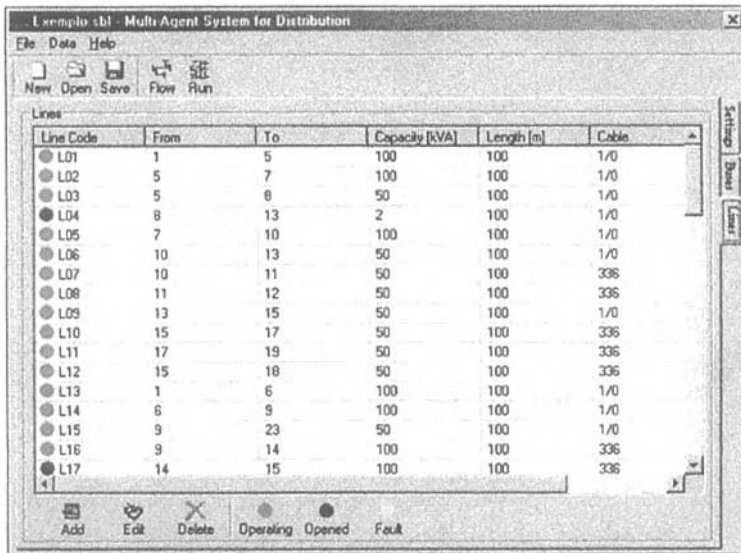 Exemplo.sbl - Multi-Agent System for Distribution
File Data Help
New Open Save Flow Run
Lines
Line Code From To Capacity [kVA] Length [m] Cable
L01 1 5 100 100 1/0
L02 5 7 100 100 1/0
L03 5 8 50 100 1/0
L04 8 13 2 100 1/0
L05 7 10 100 100 1/0
L06 10 13 50 100 1/0
L07 10 11 50 100 336
L08 11 12 50 100 336
L09 13 15 50 100 1/0
L10 15 17 50 100 336
L11 17 19 50 100 336
L12 15 18 50 100 336
L13 1 6 100 100 1/0
L14 6 9 100 100 1/0
L15 9 23 50 100 1/0
L16 9 14 100 100 336
L17 14 15 100 100 336
Settings
Buses
Lines
Add Edit Delete Operating Opened Fault